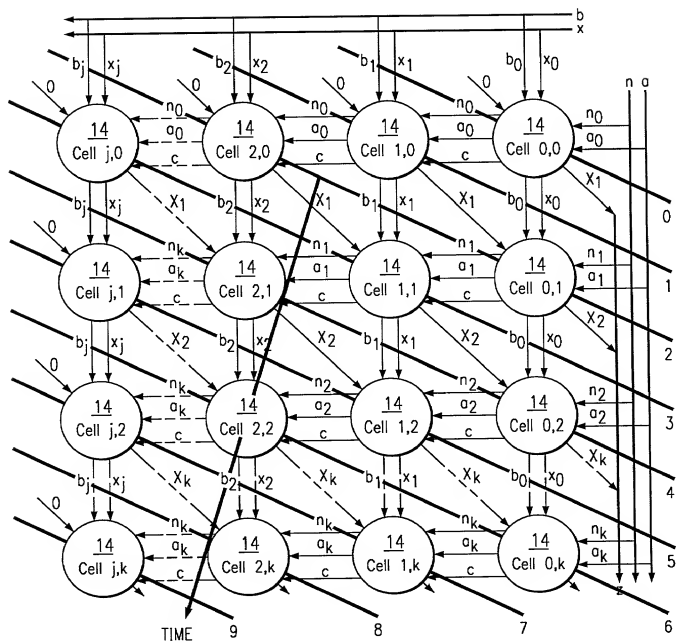 b
x
b_j x_j b_2 x_2 b_1 x_1 b_0 x_0 n a
0 0 0 0
n_0 n_0 n_0 n_0
14 Cell j,0 a_0 14 Cell 2,0 a_0 14 Cell 1,0 a_0 14 Cell 0,0 a_0
c c c
X_1 X_1 X_1 X_1
b_j x_j b_2 x_2 b_1 x_1 b_0 x_0
0
0
n_k n_1 n_1 n_1
14 Cell j,1 a_k 14 Cell 2,1 a_1 14 Cell 1,1 a_1 14 Cell 0,1 a_1
c c c
1
X_2 X_2 X_2 X_2
b_j x_j b_2 x_2 b_1 x_1 b_0 x_0
2
0
n_k n_2 n_2 n_2
14 Cell j,2 a_k 14 Cell 2,2 a_2 14 Cell 1,2 a_2 14 Cell 0,2 a_2
c c c
3
X_k X_k X_k X_k
b_j x_j b_2 x_2 b_1 x_1 b_0 x_0
4
0
n_k n_k n_k n_k
14 Cell j,k a_k 14 Cell 2,k a_k 14 Cell 1,k a_k 14 Cell 0,k a_k
c c c
5
z
TIME 9 8 7 6